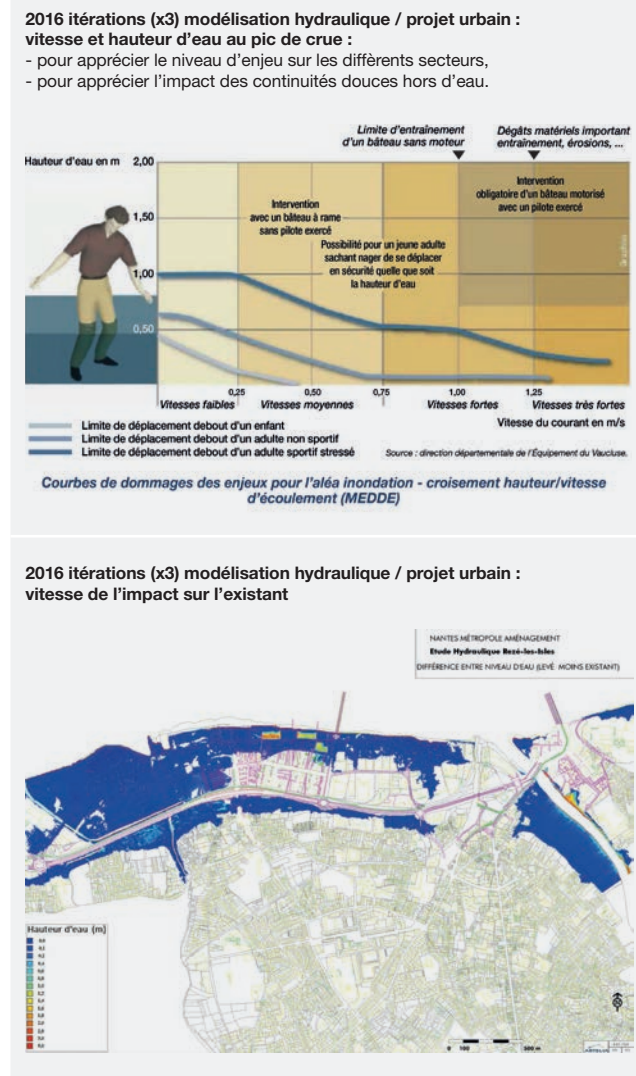 2016 itérations (x3) modélisation hydraulique / projet urbain :
vitesse et hauteur d'eau au pic de crue :
- pour apprécier le niveau d'enjeu sur les diffèrents secteurs,
- pour apprécier l'impact des continuités douces hors d'eau.
Limite d'entraînement
d'un bâteau sans moteur
Dégâts matériels important
entraînement, érosions, ...
Hauteur d'eau en m
2,00
1,50
1,00
0,50
Intervention
avec un bâteau à rame
sans pilote exercé
Intervention
obligatoire d'un bâteau motorisé
avec un pilote exercé
Possibilité pour un jeune adulte
sachant nager de se déplacer
en sécurité quelle que soit
la hauteur d'eau
0,25 0,50 0,75 1,00 1,25
Vitesses faibles Vitesses moyennes Vitesses fortes Vitesses très fortes
Vitesse du courant en m/s
Limite de déplacement debout d'un enfant
Limite de déplacement debout d'un adulte non sportif
Limite de déplacement debout d'un adulte sportif stressé
Source : direction départementale de l'Équipement du Vaucluse.
Courbes de dommages des enjeux pour l'aléa inondation - croisement hauteur/vitesse
d'écoulement (MEDDE)
2016 itérations (x3) modélisation hydraulique / projet urbain :
vitesse de l'impact sur l'existant
NANTES MÉTROPOLE AMÉNAGEMENT
Etude Hydraulique Rezé-les-Isles
DIFFÉRENCE ENTRE NIVEAU D'EAU (LEVÉ MOINS EXISTANT)
Hauteur d'eau (m)
0 100 500 m